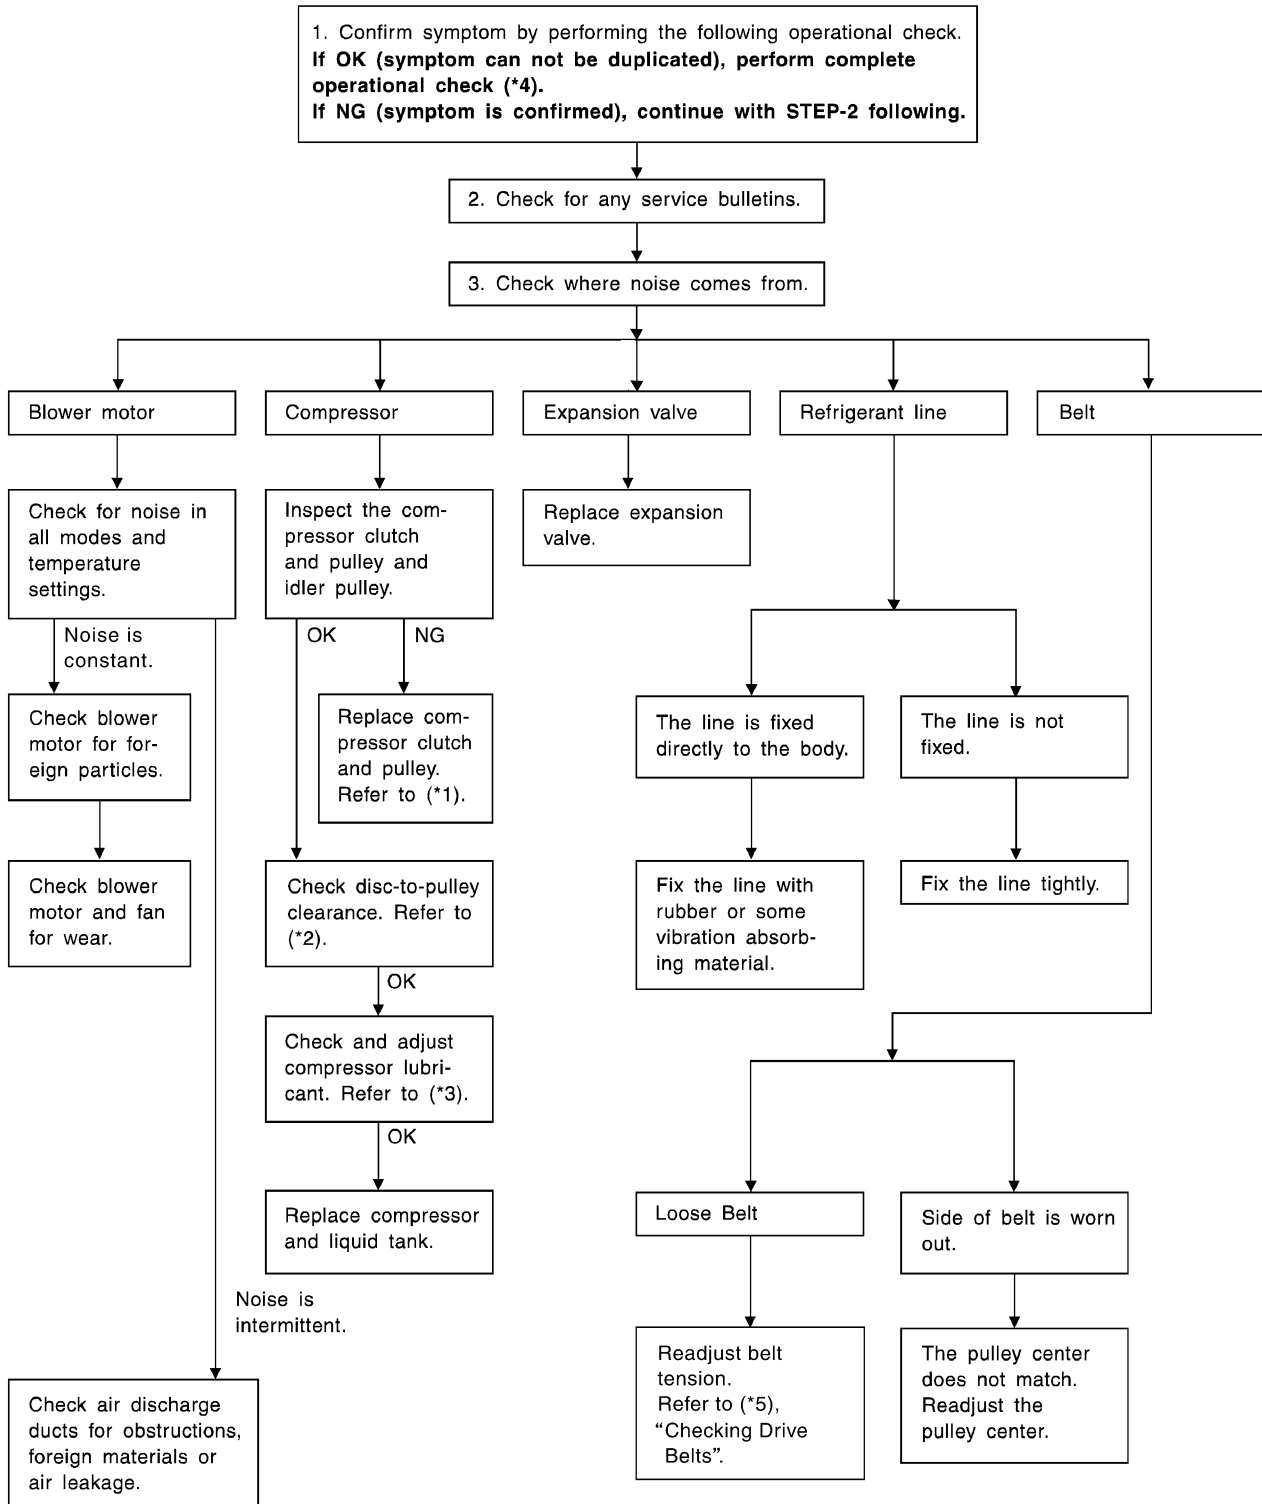 1. Confirm symptom by performing the following operational check.
If OK (symptom can not be duplicated), perform complete
operational check (*4).
If NG (symptom is confirmed), continue with STEP-2 following.
2. Check for any service bulletins.
3. Check where noise comes from.
Blower motor
Compressor
Expansion valve
Refrigerant line
Belt
Check for noise in
all modes and
temperature
settings.
Inspect the com-
pressor clutch
and pulley and
idler pulley.
Replace expansion
valve.
Noise is
constant.
OK
NG
Check blower
motor for for-
eign particles.
Replace com-
pressor clutch
and pulley.
Refer to (*1).
The line is fixed
directly to the body.
The line is not
fixed.
Check blower
motor and fan
for wear.
Check disc-to-pulley
clearance. Refer to
(*2).
Fix the line with
rubber or some
vibration absorb-
ing material.
Fix the line tightly.
OK
Check and adjust
compressor lubri-
cant. Refer to (*3).
OK
Replace compressor
and liquid tank.
Loose Belt
Side of belt is worn
out.
Noise is
intermittent.
Check air discharge
ducts for obstructions,
foreign materials or
air leakage.
Readjust belt
tension.
Refer to (*5),
“Checking Drive
Belts”.
The pulley center
does not match.
Readjust the
pulley center.